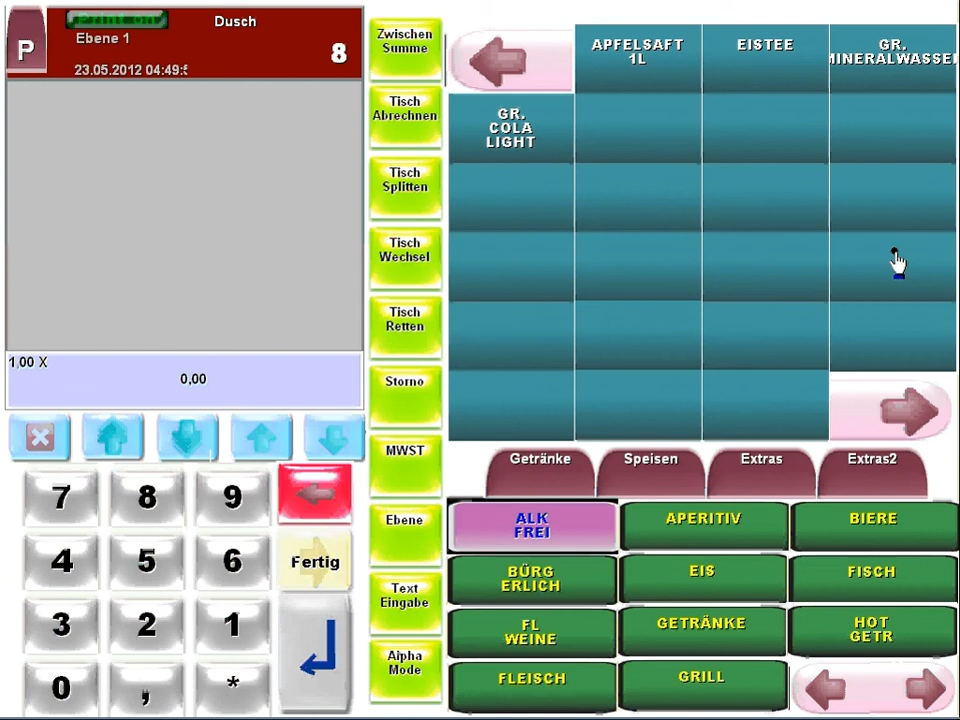 Print on
Dusch
P
Ebene 1
8
23.05.2012 04:49:5
1,00 X
0,00
7
8
9
4
5
6
Fertig
3
2
1
0
,
*
Zwischen
Summe
Tisch
Abrechnen
Tisch
Splitten
Tisch
Wechsel
Tisch
Retten
Storno
MWST
Ebene
Text
Eingabe
Alpha
Mode
APFELSAFT
1L
EISTEE
GR.
MINERALWASSE
GR.
COLA
LIGHT
Getränke
Speisen
Extras
Extras2
ALK
FREI
APERITIV
BIERE
BÜRG
ERLICH
EIS
FISCH
FL
WEINE
GETRÄNKE
HOT
GETR
FLEISCH
GRILL